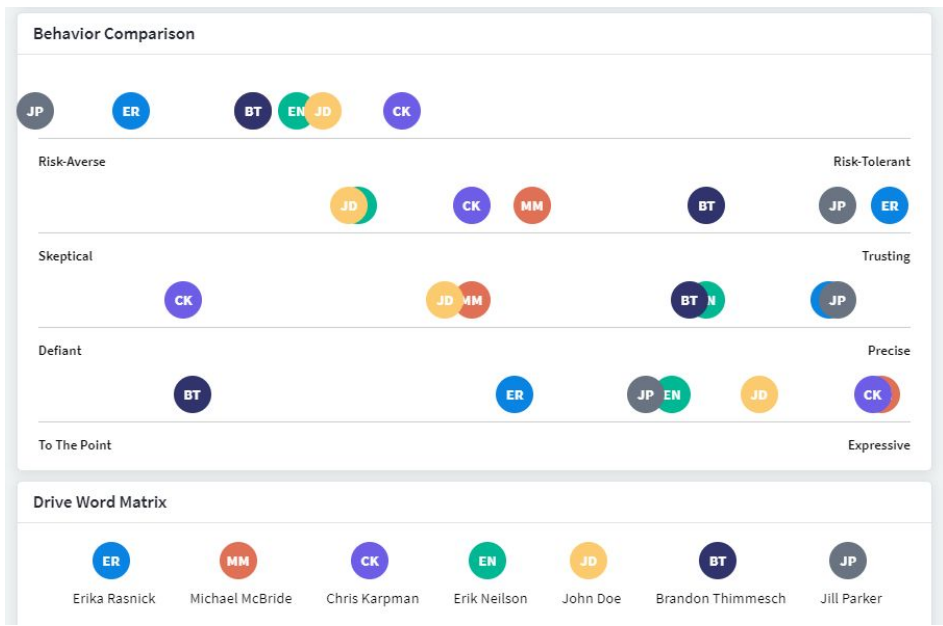 Behavior Comparison
JP ER BT EN JD CK
Risk-Averse Risk-Tolerant
JD CK MM BT JP ER
Skeptical Trusting
CK JD MM BT N JP
Defiant Precise
BT ER JP EN JD CK
To The Point Expressive
Drive Word Matrix
ER MM CK EN JD BT JP
Erika Rasnick Michael McBride Chris Karpman Erik Neilson John Doe Brandon Thimmesch Jill Parker